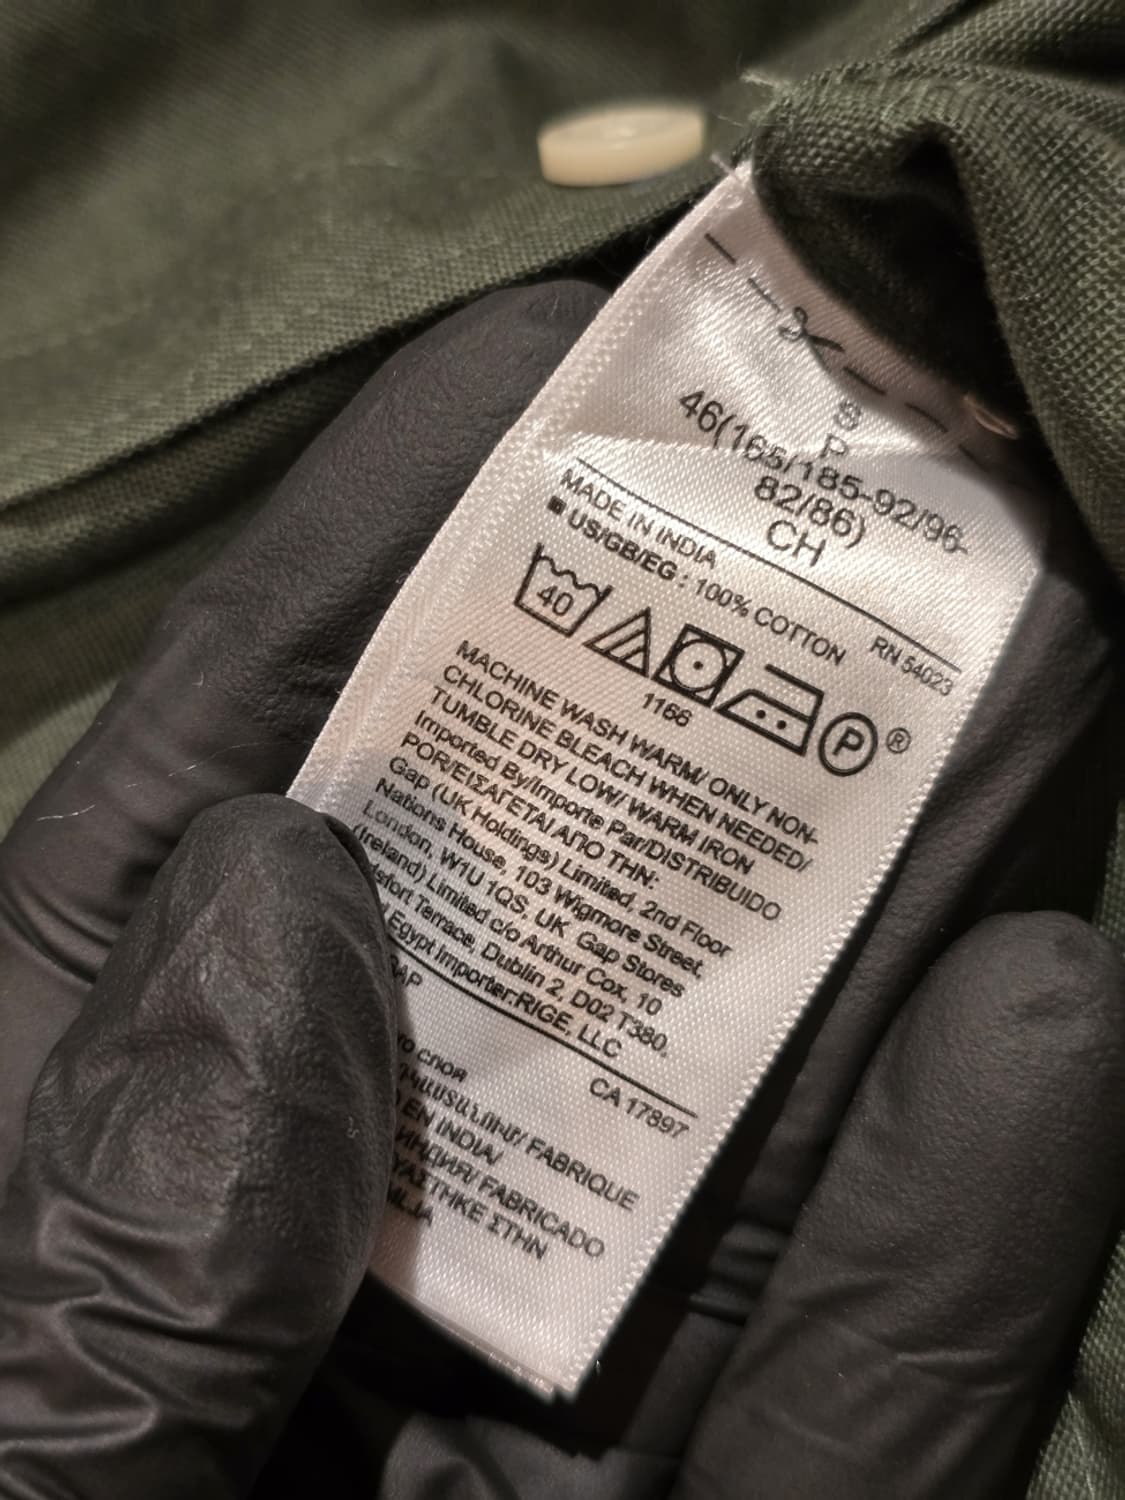 S
P
46(165/185-92/96-
82/86)
CH
MADE IN INDIA
RN 54023
■ US/GB/EG : 100% COTTON
40
P ®
1166
MACHINE WASH WARM/ ONLY NON-
CHLORINE BLEACH WHEN NEEDED/
TUMBLE DRY LOW/ WARM IRON
Imported By/Importe Par/DISTRIBUIDO
POR/ΕΙΣΑΓΕΤΑΙ ΑΠΟ ΤΗΝ:
Gap (UK Holdings) Limited, 2nd Floor
Nations House, 103 Wigmore Street,
London, W1U 1QS, UK Gap Stores
(Ireland) Limited c/o Arthur Cox, 10
Terrace, Dublin 2, D02 T380,
Egypt Importer:RIGE, LLC
CA 17897
FABRIQUE
EN INDIA/
FABRICADO
ΣΤΗΝ